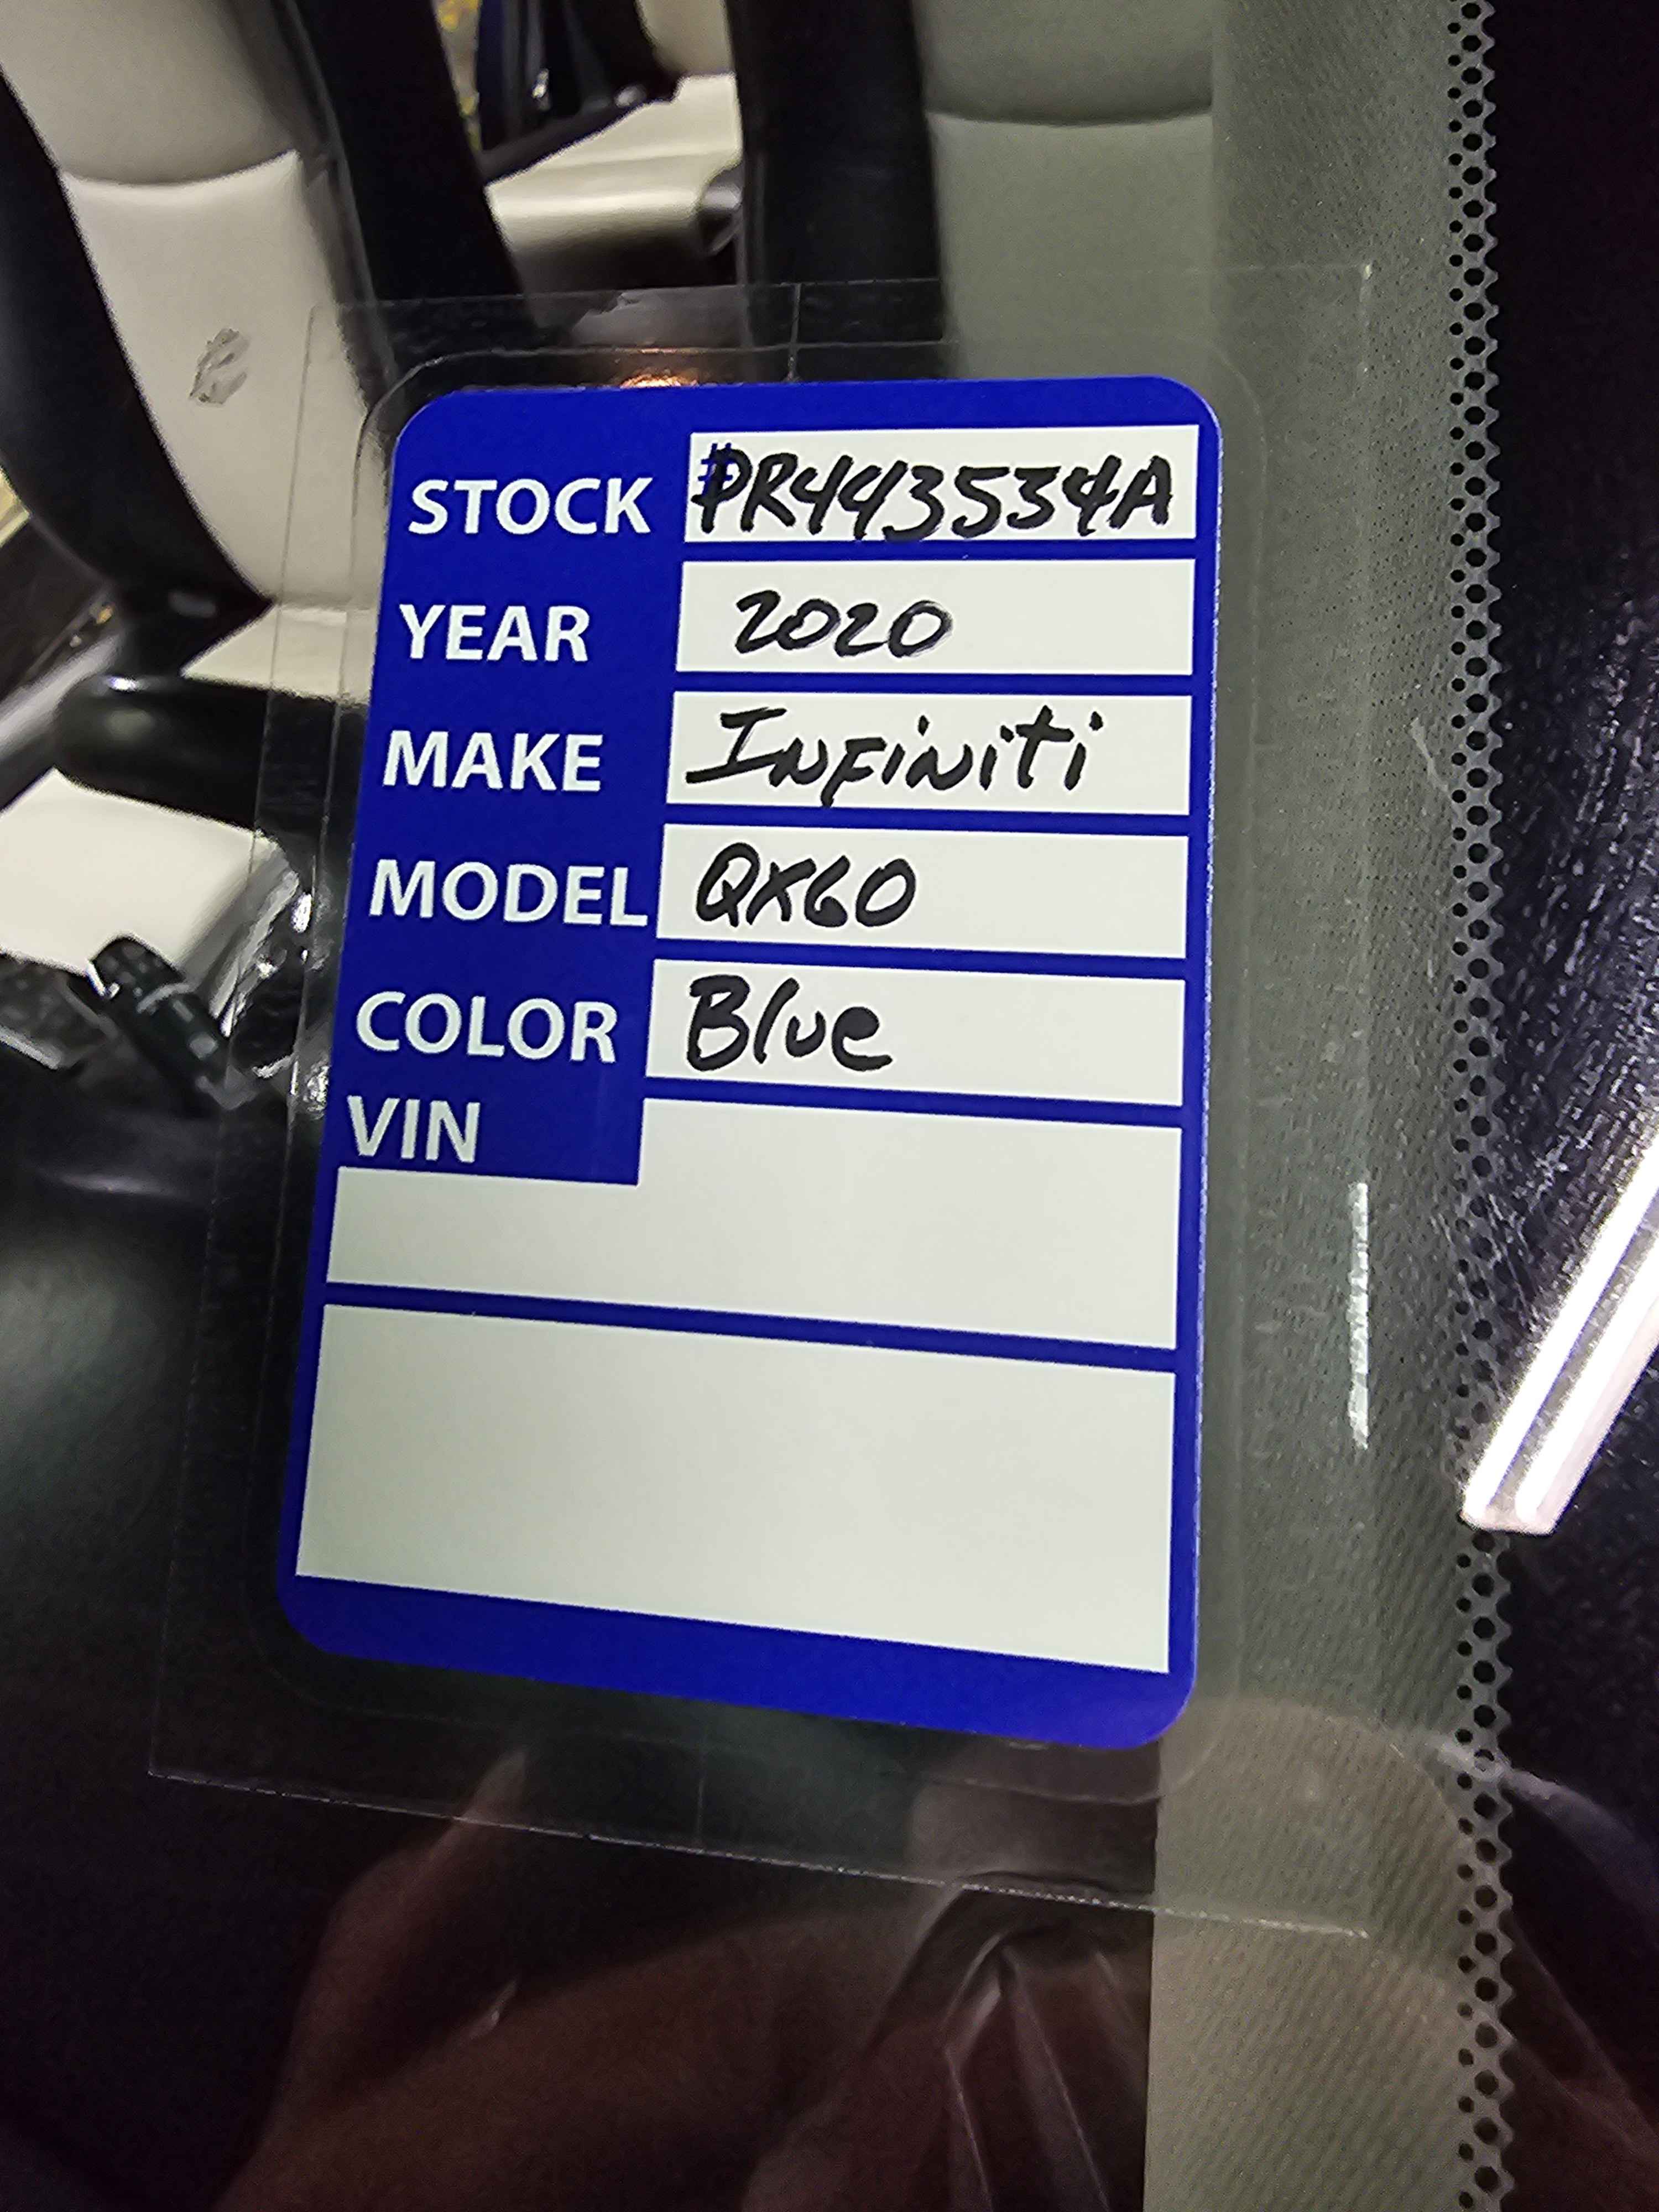 STOCK #PR443534A
YEAR 2020
MAKE INFiNiti
MODEL QX60
COLOR Blue
VIN